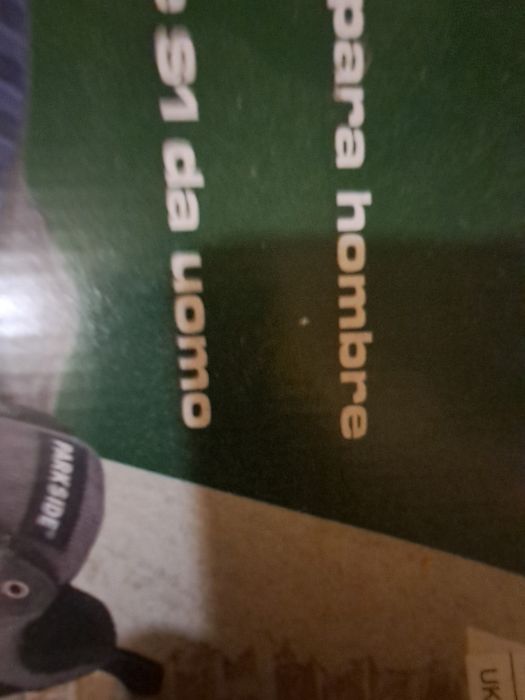 para hombre
S1 da uomo
PARKSIDE
UK